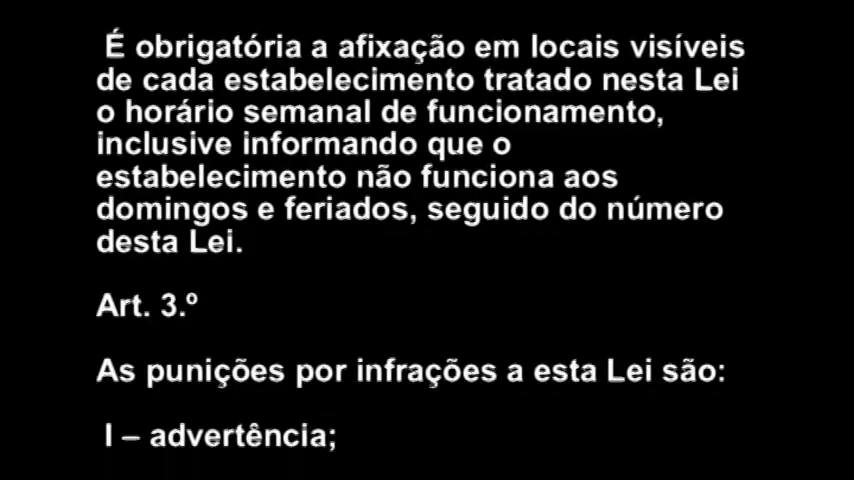 É obrigatória a afixação em locais visíveis
de cada estabelecimento tratado nesta Lei
o horário semanal de funcionamento,
inclusive informando que o
estabelecimento não funciona aos
domingos e feriados, seguido do número
desta Lei.
Art. 3.º
As punições por infrações a esta Lei são:
I – advertência;